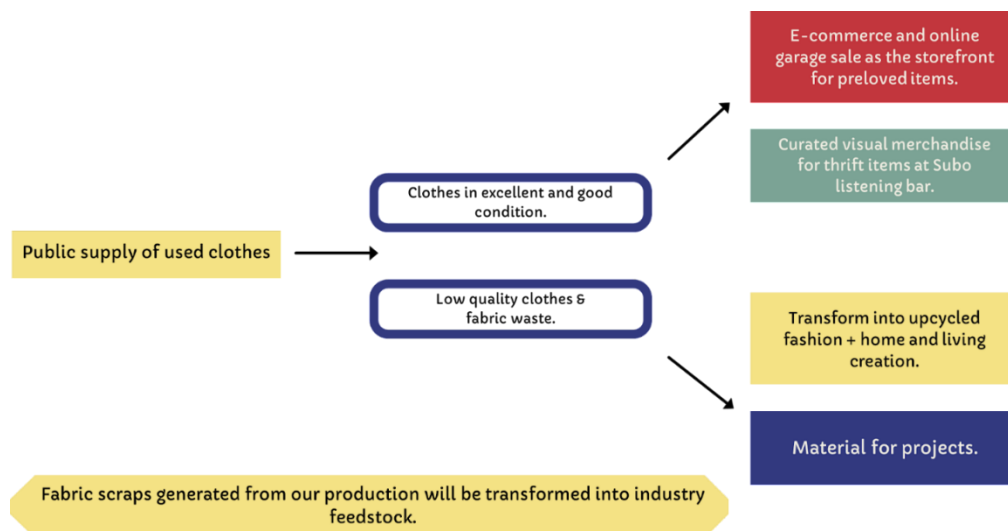 E-commerce and online
garage sale as the storefront
for preloved items.
Curated visual merchandise
for thrift items at Subo
listening bar.
Clothes in excellent and good
condition.
Public supply of used clothes
Low quality clothes &
fabric waste.
Transform into upcycled
fashion + home and living
creation.
Material for projects.
Fabric scraps generated from our production will be transformed into industry
feedstock.